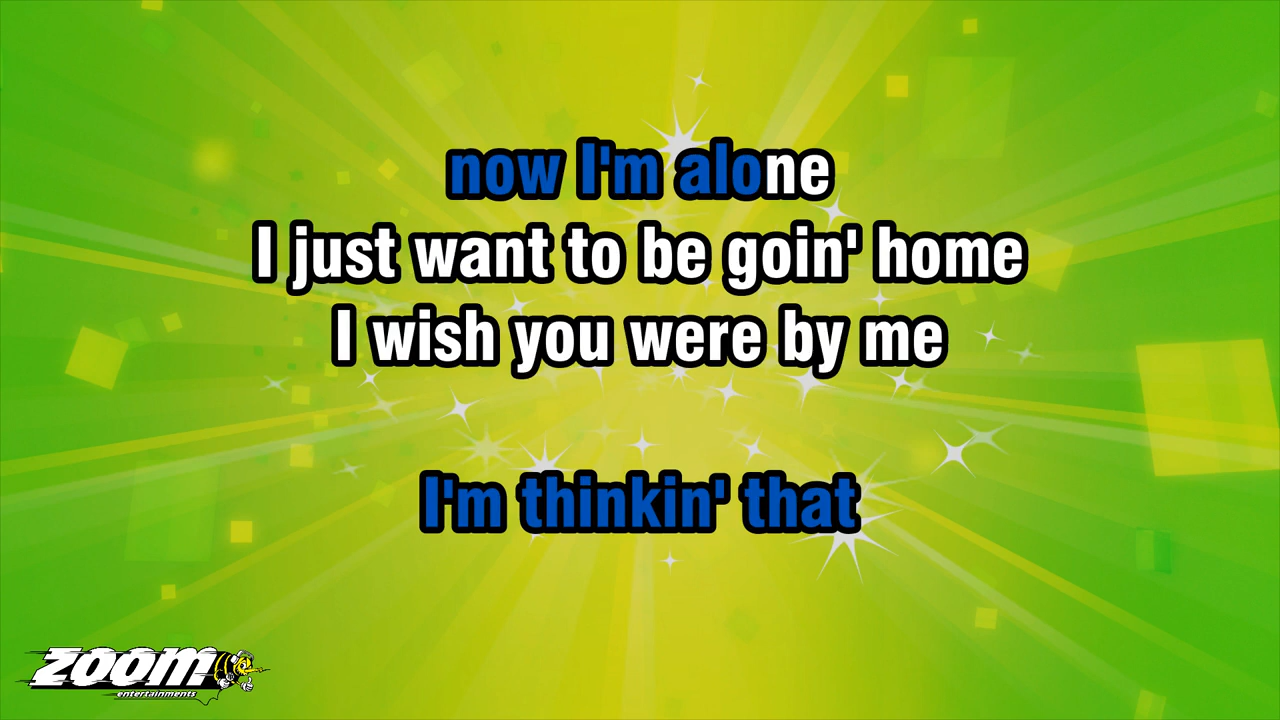 now I'm alone
I just want to be goin' home
I wish you were by me
I'm thinkin' that
ZOOM
entertainments